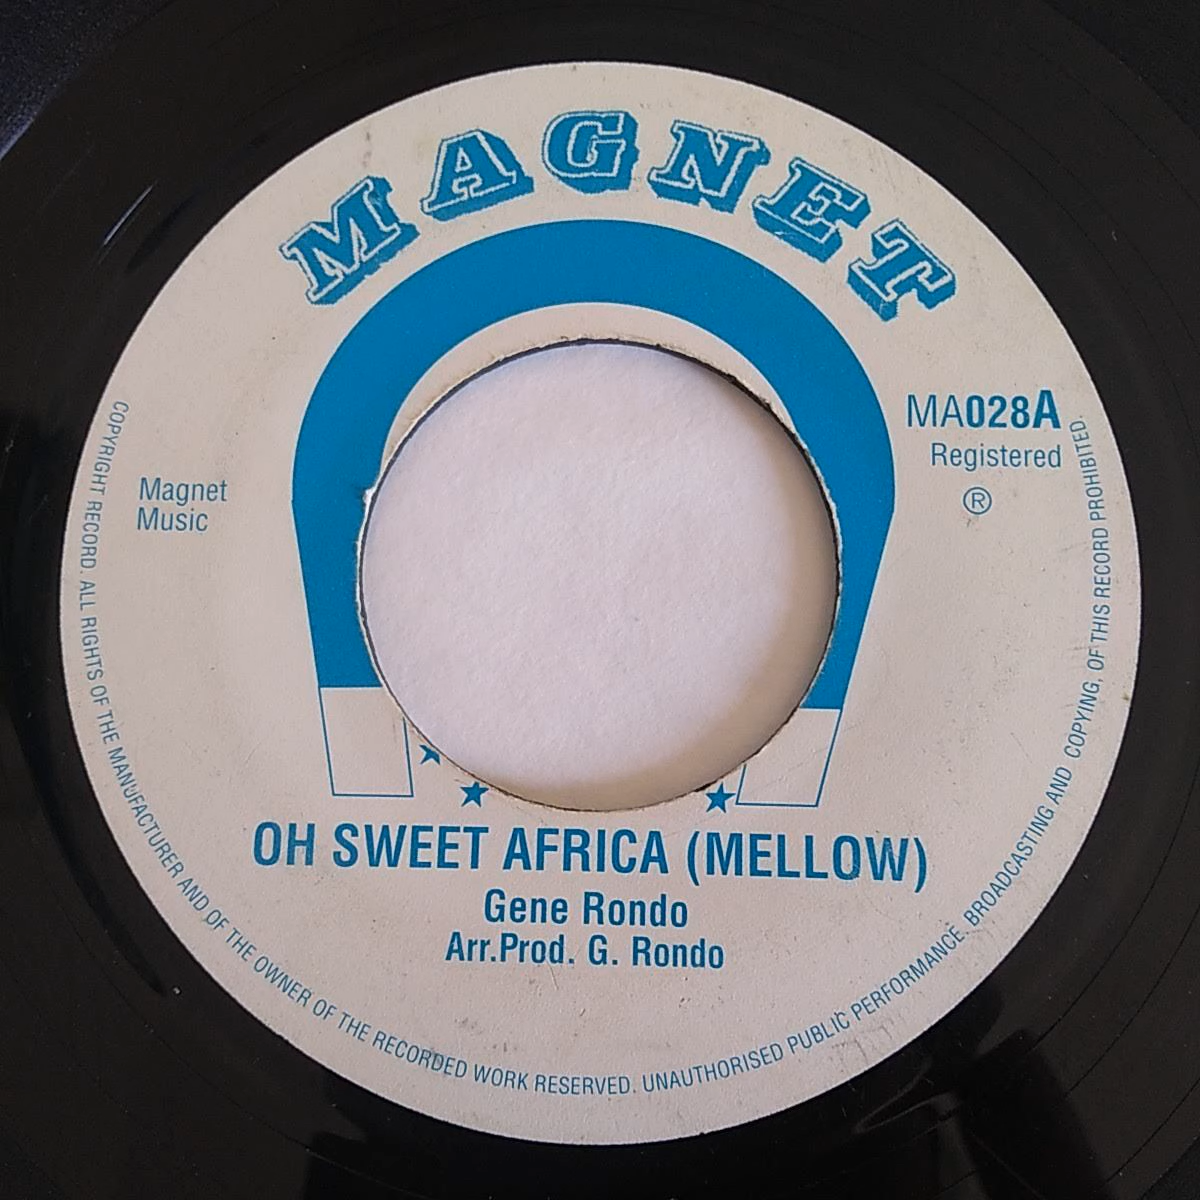 MAGNET
MA028A
Registered
Ⓡ
Magnet
Music
OH SWEET AFRICA (MELLOW)
Gene Rondo
Arr.Prod. G. Rondo
COPYRIGHT RECORD. ALL RIGHTS OF THE MANUFACTURER AND OF THE OWNER OF THE RECORDED WORK RESERVED. UNAUTHORISED PUBLIC PERFORMANCE. BROADCASTING AND COPYING, OF THIS RECORD PROHIBITED.